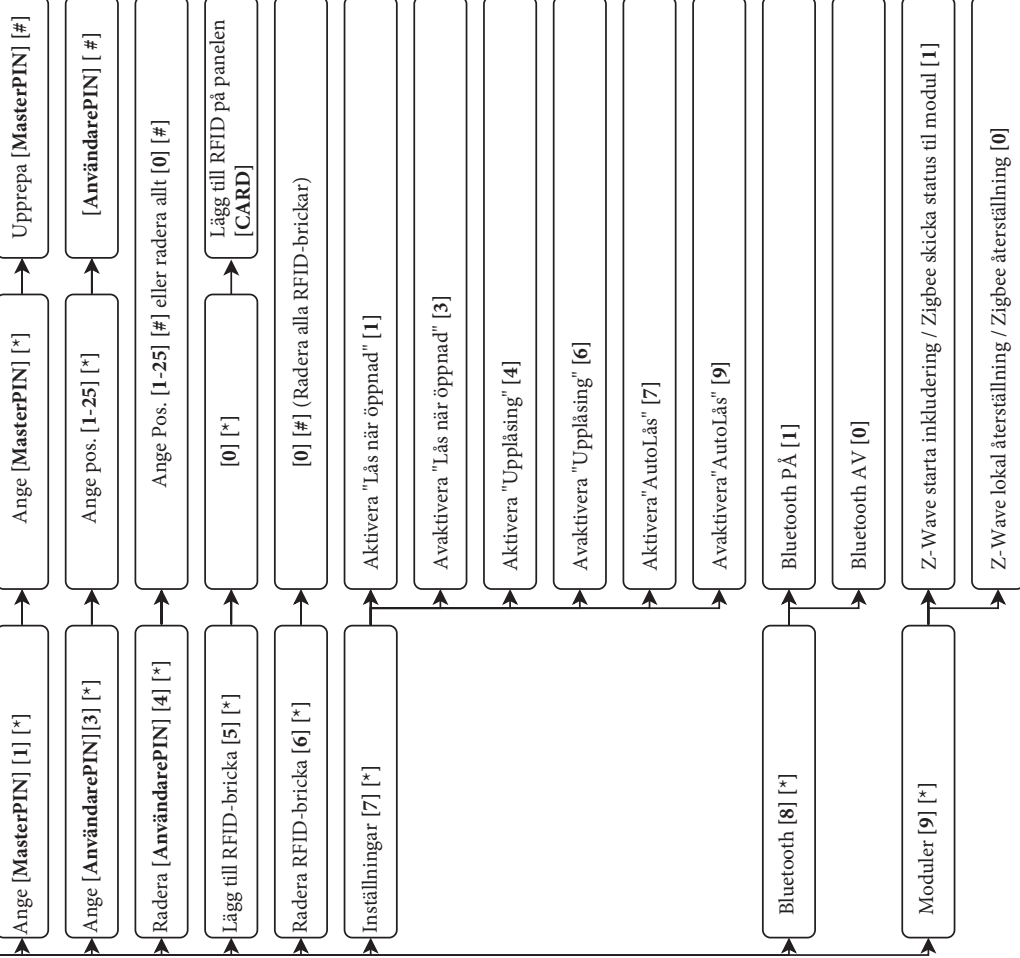 Ange [MasterPIN] [1] [*]
Ange [MasterPIN] [*]
Upprepa [MasterPIN] [#]
Ange [AnvändarePIN][3] [*]
Ange pos. [1-25] [*]
[AnvändarePIN] [ #]
Radera [AnvändarePIN] [4] [*]
Ange Pos. [1-25] [#] eller radera allt [0] [#]
Lägg till RFID-bricka [5] [*]
[0] [*]
Lägg till RFID på panelen
[CARD]
Radera RFID-bricka [6] [*]
[0] [#] (Radera alla RFID-brickar)
Inställningar [7] [*]
Aktivera "Lås när öppnad" [1]
Avaktivera "Lås när öppnad" [3]
Aktivera "Upplåsing" [4]
Avaktivera "Upplåsing" [6]
Aktivera"AutoLås" [7]
Avaktivera"AutoLås" [9]
Bluetooth [8] [*]
Bluetooth PÅ [1]
Bluetooth AV [0]
Moduler [9] [*]
Z-Wave starta inkludering / Zigbee skicka status til modul [1]
Z-Wave lokal återställning / Zigbee återställning [0]